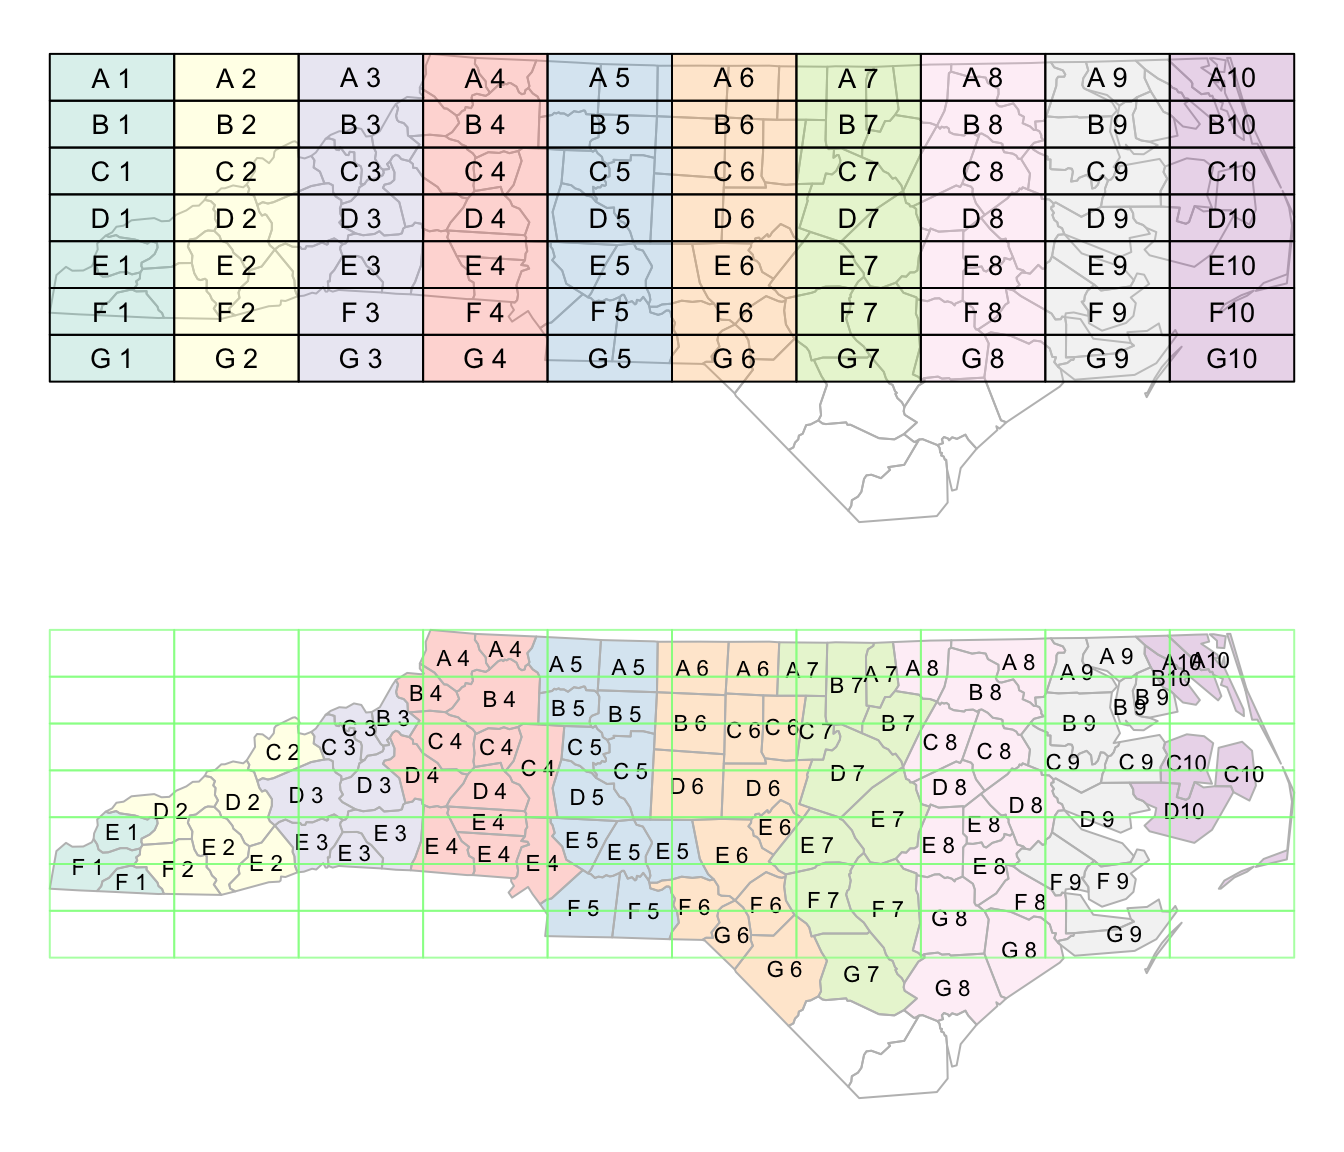 A 1 A 2 A 3 A 4 A 5 A 6 A 7 A 8 A 9 A10
B 1 B 2 B 3 B 4 B 5 B 6 B 7 B 8 B 9 B10
C 1 C 2 C 3 C 4 C 5 C 6 C 7 C 8 C 9 C10
D 1 D 2 D 3 D 4 D 5 D 6 D 7 D 8 D 9 D10
E 1 E 2 E 3 E 4 E 5 E 6 E 7 E 8 E 9 E10
F 1 F 2 F 3 F 4 F 5 F 6 F 7 F 8 F 9 F10
G 1 G 2 G 3 G 4 G 5 G 6 G 7 G 8 G 9 G10
A 4 A 4 A 5 A 5 A 6 A 6 A 7 A 7 A 8 A 8 A 9 A 9 A10 A10
B 3 B 4 B 4 B 5 B 5 B 6 B 7 B 7 B 8 B 9 B 9 B 9 B10
C 2 C 3 C 3 C 4 C 4 C 4 C 5 C 5 C 6 C 6 C 7 C 8 C 8 C 9 C 9 C10 C10
D 2 D 2 D 3 D 3 D 4 D 4 D 5 D 6 D 6 D 7 D 8 D 8 D 9 D10
E 1 E 2 E 2 E 3 E 3 E 3 E 4 E 4 E 4 E 4 E 5 E 5 E 5 E 6 E 6 E 7 E 7 E 8 E 8 E 8
F 1 F 1 F 2 F 5 F 5 F 6 F 6 F 7 F 7 F 8 F 9 F 9
G 6 G 6 G 7 G 8 G 8 G 8 G 9